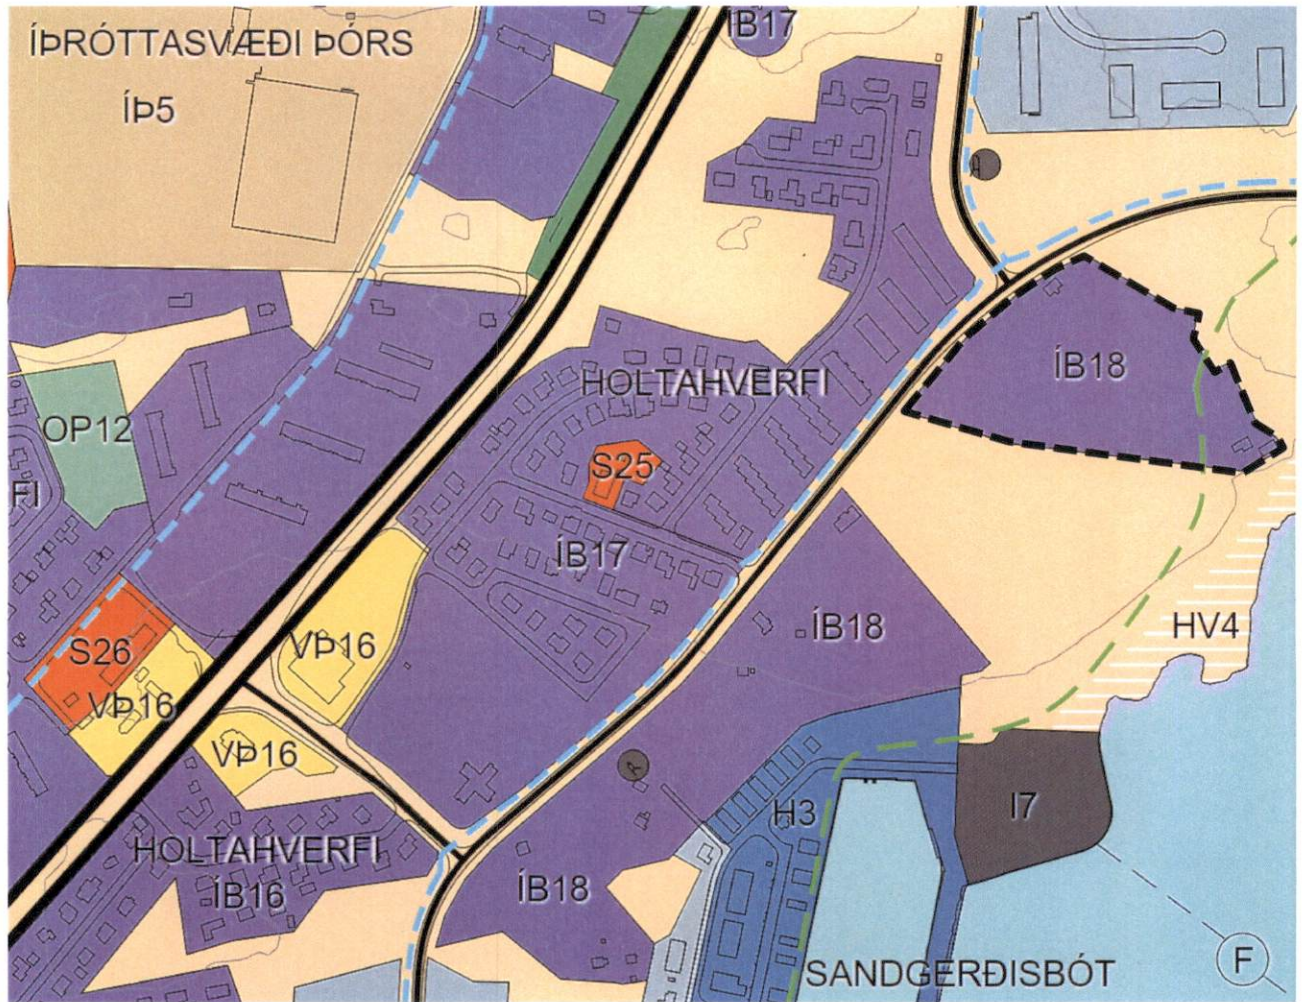 ÍÞRÓTTASVÆÐI ÞÓRS
ÍÞ5
ÍB17
OP12
FI
HOLTAHVERFI
S25
ÍB17
ÍB18
S26
VÞ16
VÞ16
VÞ16
ÍB18
HV4
HOLTAHVERFI
ÍB16
ÍB18
H3
I7
SANDGERÐISBÓT
F